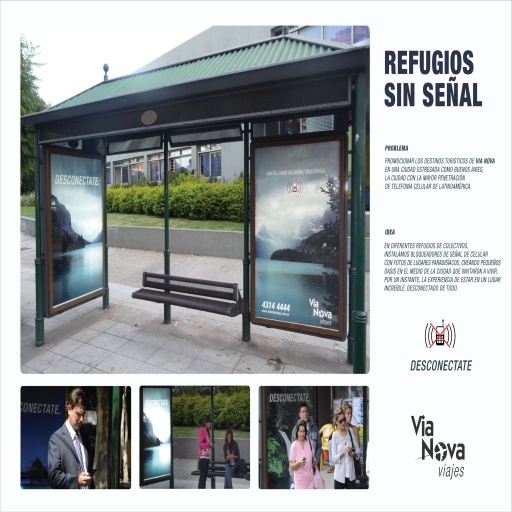 REFUGIOS
SIN SEÑAL
PROBLEMA
PROMOCIONAR LOS DESTINOS TURISTICOS DE VIA NOVA
EN UNA CIUDAD ESTRESADA COMO BUENOS AIRES,
LA CIUDAD CON LA MAYOR PENETRACIÓN
DE TELEFONÍA CELULAR DE LATINOAMÉRICA.
IDEA
EN DIFERENTES REFUGIOS DE COLECTIVOS,
INSTALAMOS BLOQUEADORES DE SEÑAL DE CELULAR
CON FOTOS DE LUGARES PARADISÍACOS, CREANDO PEQUEÑOS
OASIS EN EL MEDIO DE LA CIUDAD QUE INVITARON A VIVIR,
POR UN INSTANTE, LA EXPERIENCIA DE ESTAR EN UN LUGAR
INCREÍBLE, DESCONECTADO DE TODO.
DESCONECTATE
Via
Nova
viajes
DESCONECTATE.
4314 4444
Via
Nova
viajes
CONECTATE.
DESCONECTATE.
DESCONECTATE.